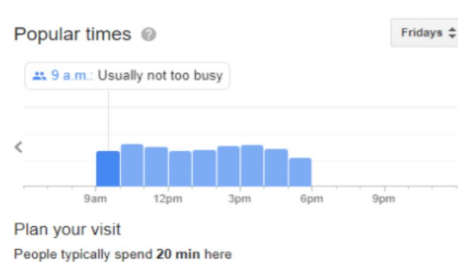 Popular times
Fridays
9 a.m.: Usually not too busy
9am 12pm 3pm 6pm 9pm
Plan your visit
People typically spend 20 min here